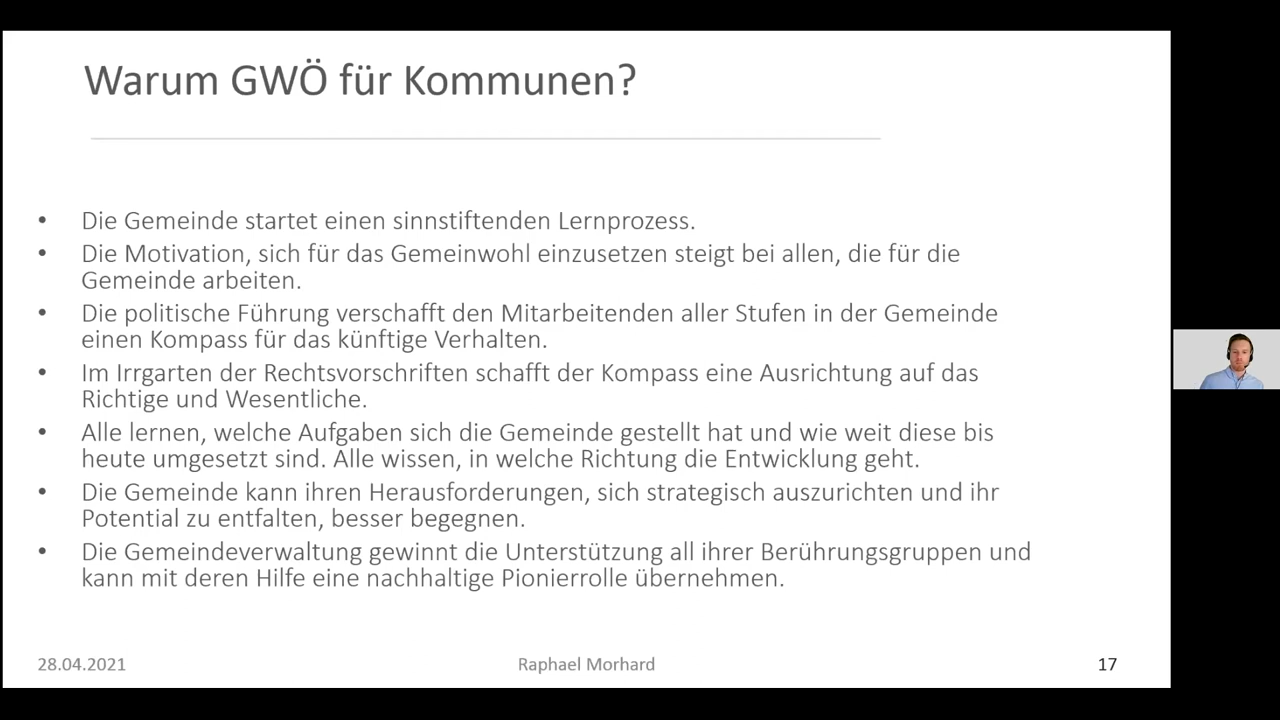 Warum GWÖ für Kommunen?
• Die Gemeinde startet einen sinnstiftenden Lernprozess.
• Die Motivation, sich für das Gemeinwohl einzusetzen steigt bei allen, die für die
Gemeinde arbeiten.
• Die politische Führung verschafft den Mitarbeitenden aller Stufen in der Gemeinde
einen Kompass für das künftige Verhalten.
• Im Irrgarten der Rechtsvorschriften schafft der Kompass eine Ausrichtung auf das
Richtige und Wesentliche.
• Alle lernen, welche Aufgaben sich die Gemeinde gestellt hat und wie weit diese bis
heute umgesetzt sind. Alle wissen, in welche Richtung die Entwicklung geht.
• Die Gemeinde kann ihren Herausforderungen, sich strategisch auszurichten und ihr
Potential zu entfalten, besser begegnen.
• Die Gemeindeverwaltung gewinnt die Unterstützung all ihrer Berührungsgruppen und
kann mit deren Hilfe eine nachhaltige Pionierrolle übernehmen.
28.04.2021
Raphael Morhard
17